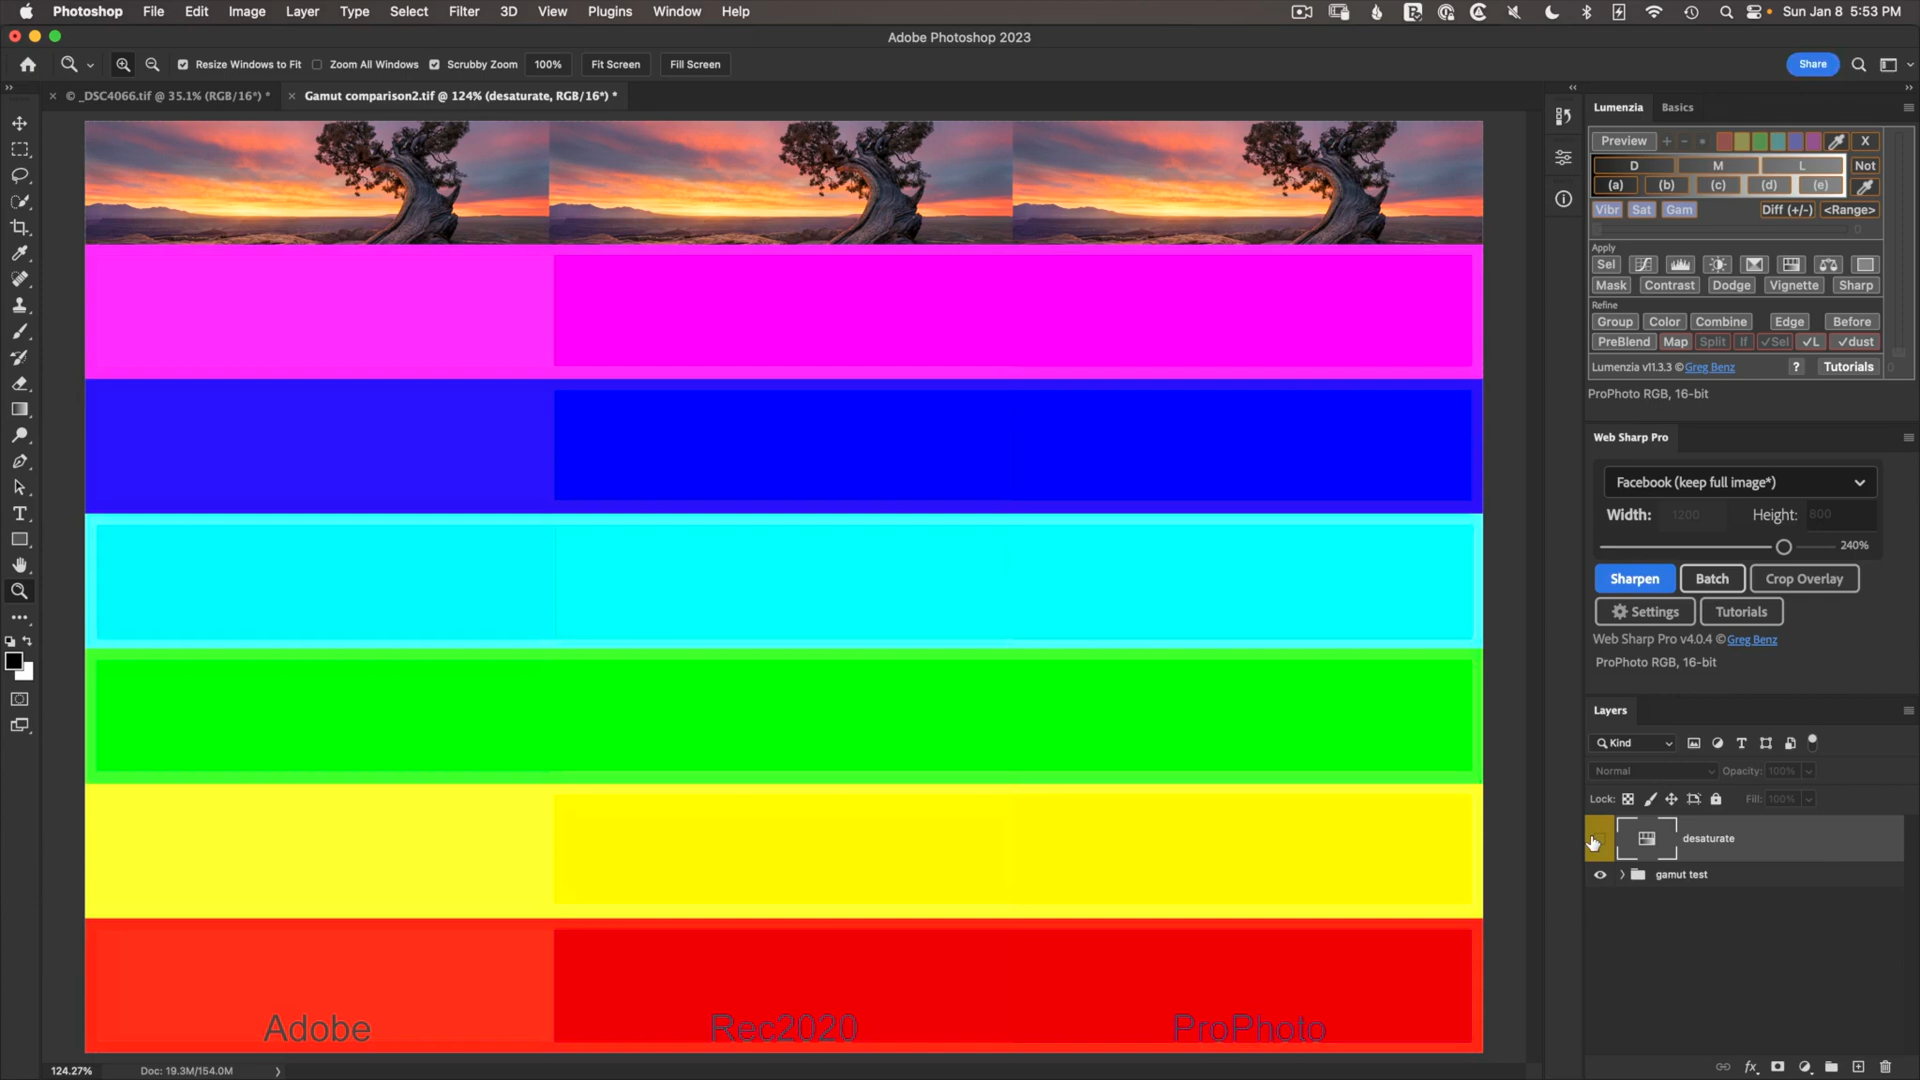 Photoshop File Edit Image Layer Type Select Filter 3D View Plugins Window Help Sun Jan 8 5:53 PM
Adobe Photoshop 2023
Resize Windows to Fit Zoom All Windows Scrubby Zoom 100% Fit Screen Fill Screen Share
× © _DSC4066.tif @ 35.1% (RGB/16*) * × Gamut comparison2.tif @ 124% (desaturate, RGB/16*) *
Lumenzia Basics
Preview + - • X
D M L Not
(a) (b) (c) (d) (e)
Vibr Sat Gam Diff (+/-) <Range>
0
Apply
Sel
Mask Contrast Dodge Vignette Sharp
Refine
Group Color Combine Edge Before
PreBlend Map Split If ✓Sel ✓L ✓dust
Lumenzia v11.3.3 © Greg Benz ? Tutorials 0
ProPhoto RGB, 16-bit
Web Sharp Pro
Facebook (keep full image*)
Width: 1200 Height: 800
240%
Sharpen Batch Crop Overlay
Settings Tutorials
Web Sharp Pro v4.0.4 © Greg Benz
ProPhoto RGB, 16-bit
Layers
Kind
Normal Opacity: 100%
Lock: Fill: 100%
desaturate
gamut test
Adobe Rec2020 ProPhoto
124.27% Doc: 19.3M/154.0M